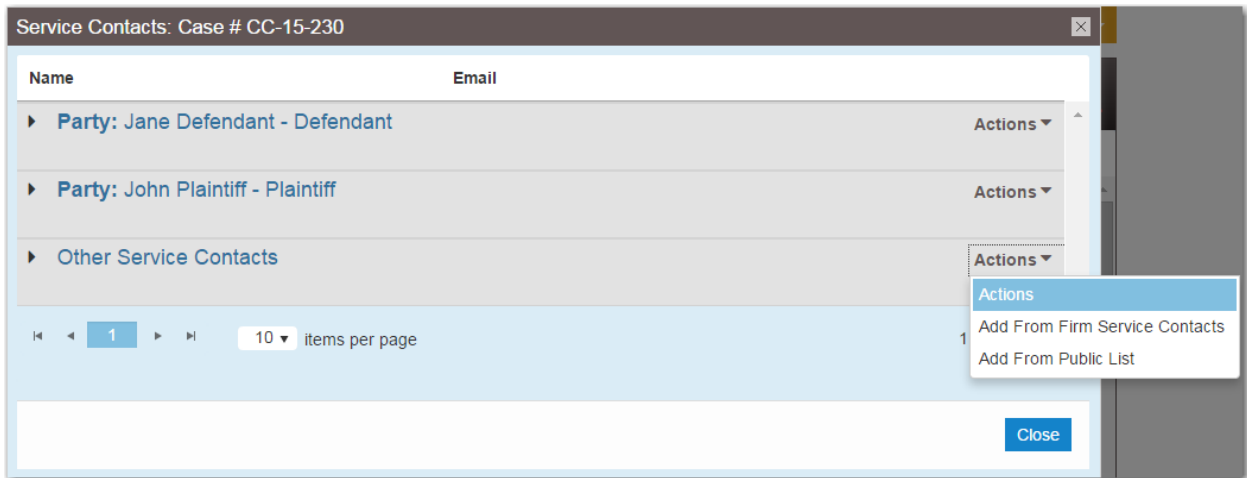 Service Contacts: Case # CC-15-230
Name Email
Party: Jane Defendant - Defendant Actions
Party: John Plaintiff - Plaintiff Actions
Other Service Contacts Actions
Actions
Add From Firm Service Contacts
Add From Public List
1 10 items per page 1
Close